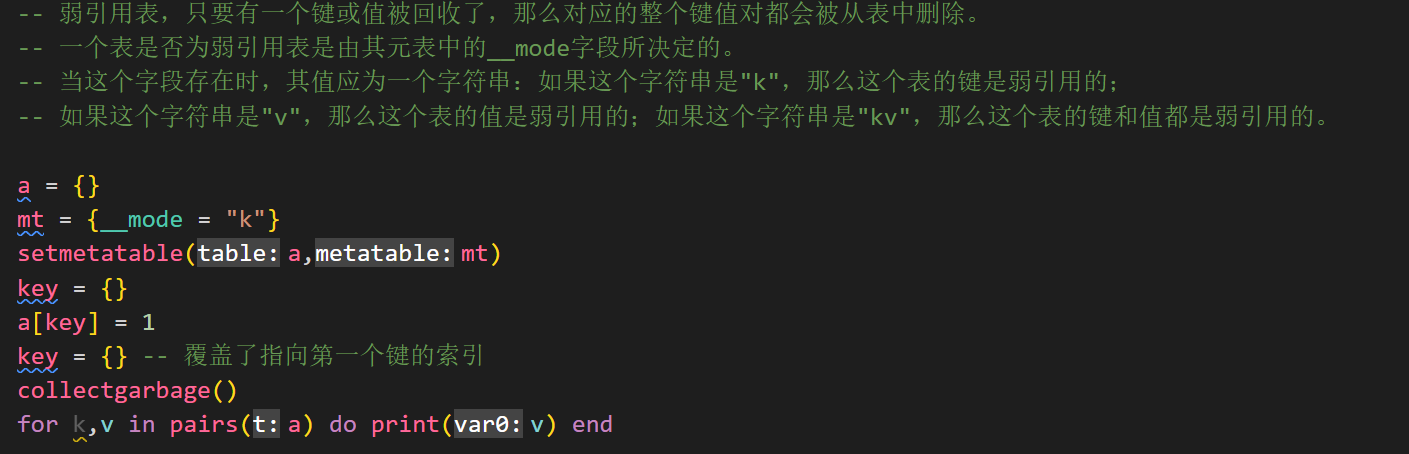 -- 弱引用表，只要有一个键或值被回收了，那么对应的整个键值对都会被从表中删除。
-- 一个表是否为弱引用表是由其元表中的__mode字段所决定的。
-- 当这个字段存在时，其值应为一个字符串：如果这个字符串是"k"，那么这个表的键是弱引用的；
-- 如果这个字符串是"v"，那么这个表的值是弱引用的；如果这个字符串是"kv"，那么这个表的键和值都是弱引用的。
a = {}
mt = {__mode = "k"}
setmetatable(table: a,metatable: mt)
key = {}
a[key] = 1
key = {} -- 覆盖了指向第一个键的索引
collectgarbage()
for k,v in pairs(t: a) do print(var0: v) end